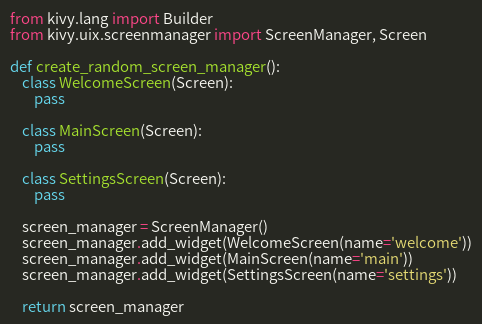 from kivy.lang import Builder
from kivy.uix.screenmanager import ScreenManager, Screen

def create_random_screen_manager():
    class WelcomeScreen(Screen):
        pass

    class MainScreen(Screen):
        pass

    class SettingsScreen(Screen):
        pass

    screen_manager = ScreenManager()
    screen_manager.add_widget(WelcomeScreen(name='welcome'))
    screen_manager.add_widget(MainScreen(name='main'))
    screen_manager.add_widget(SettingsScreen(name='settings'))

    return screen_manager